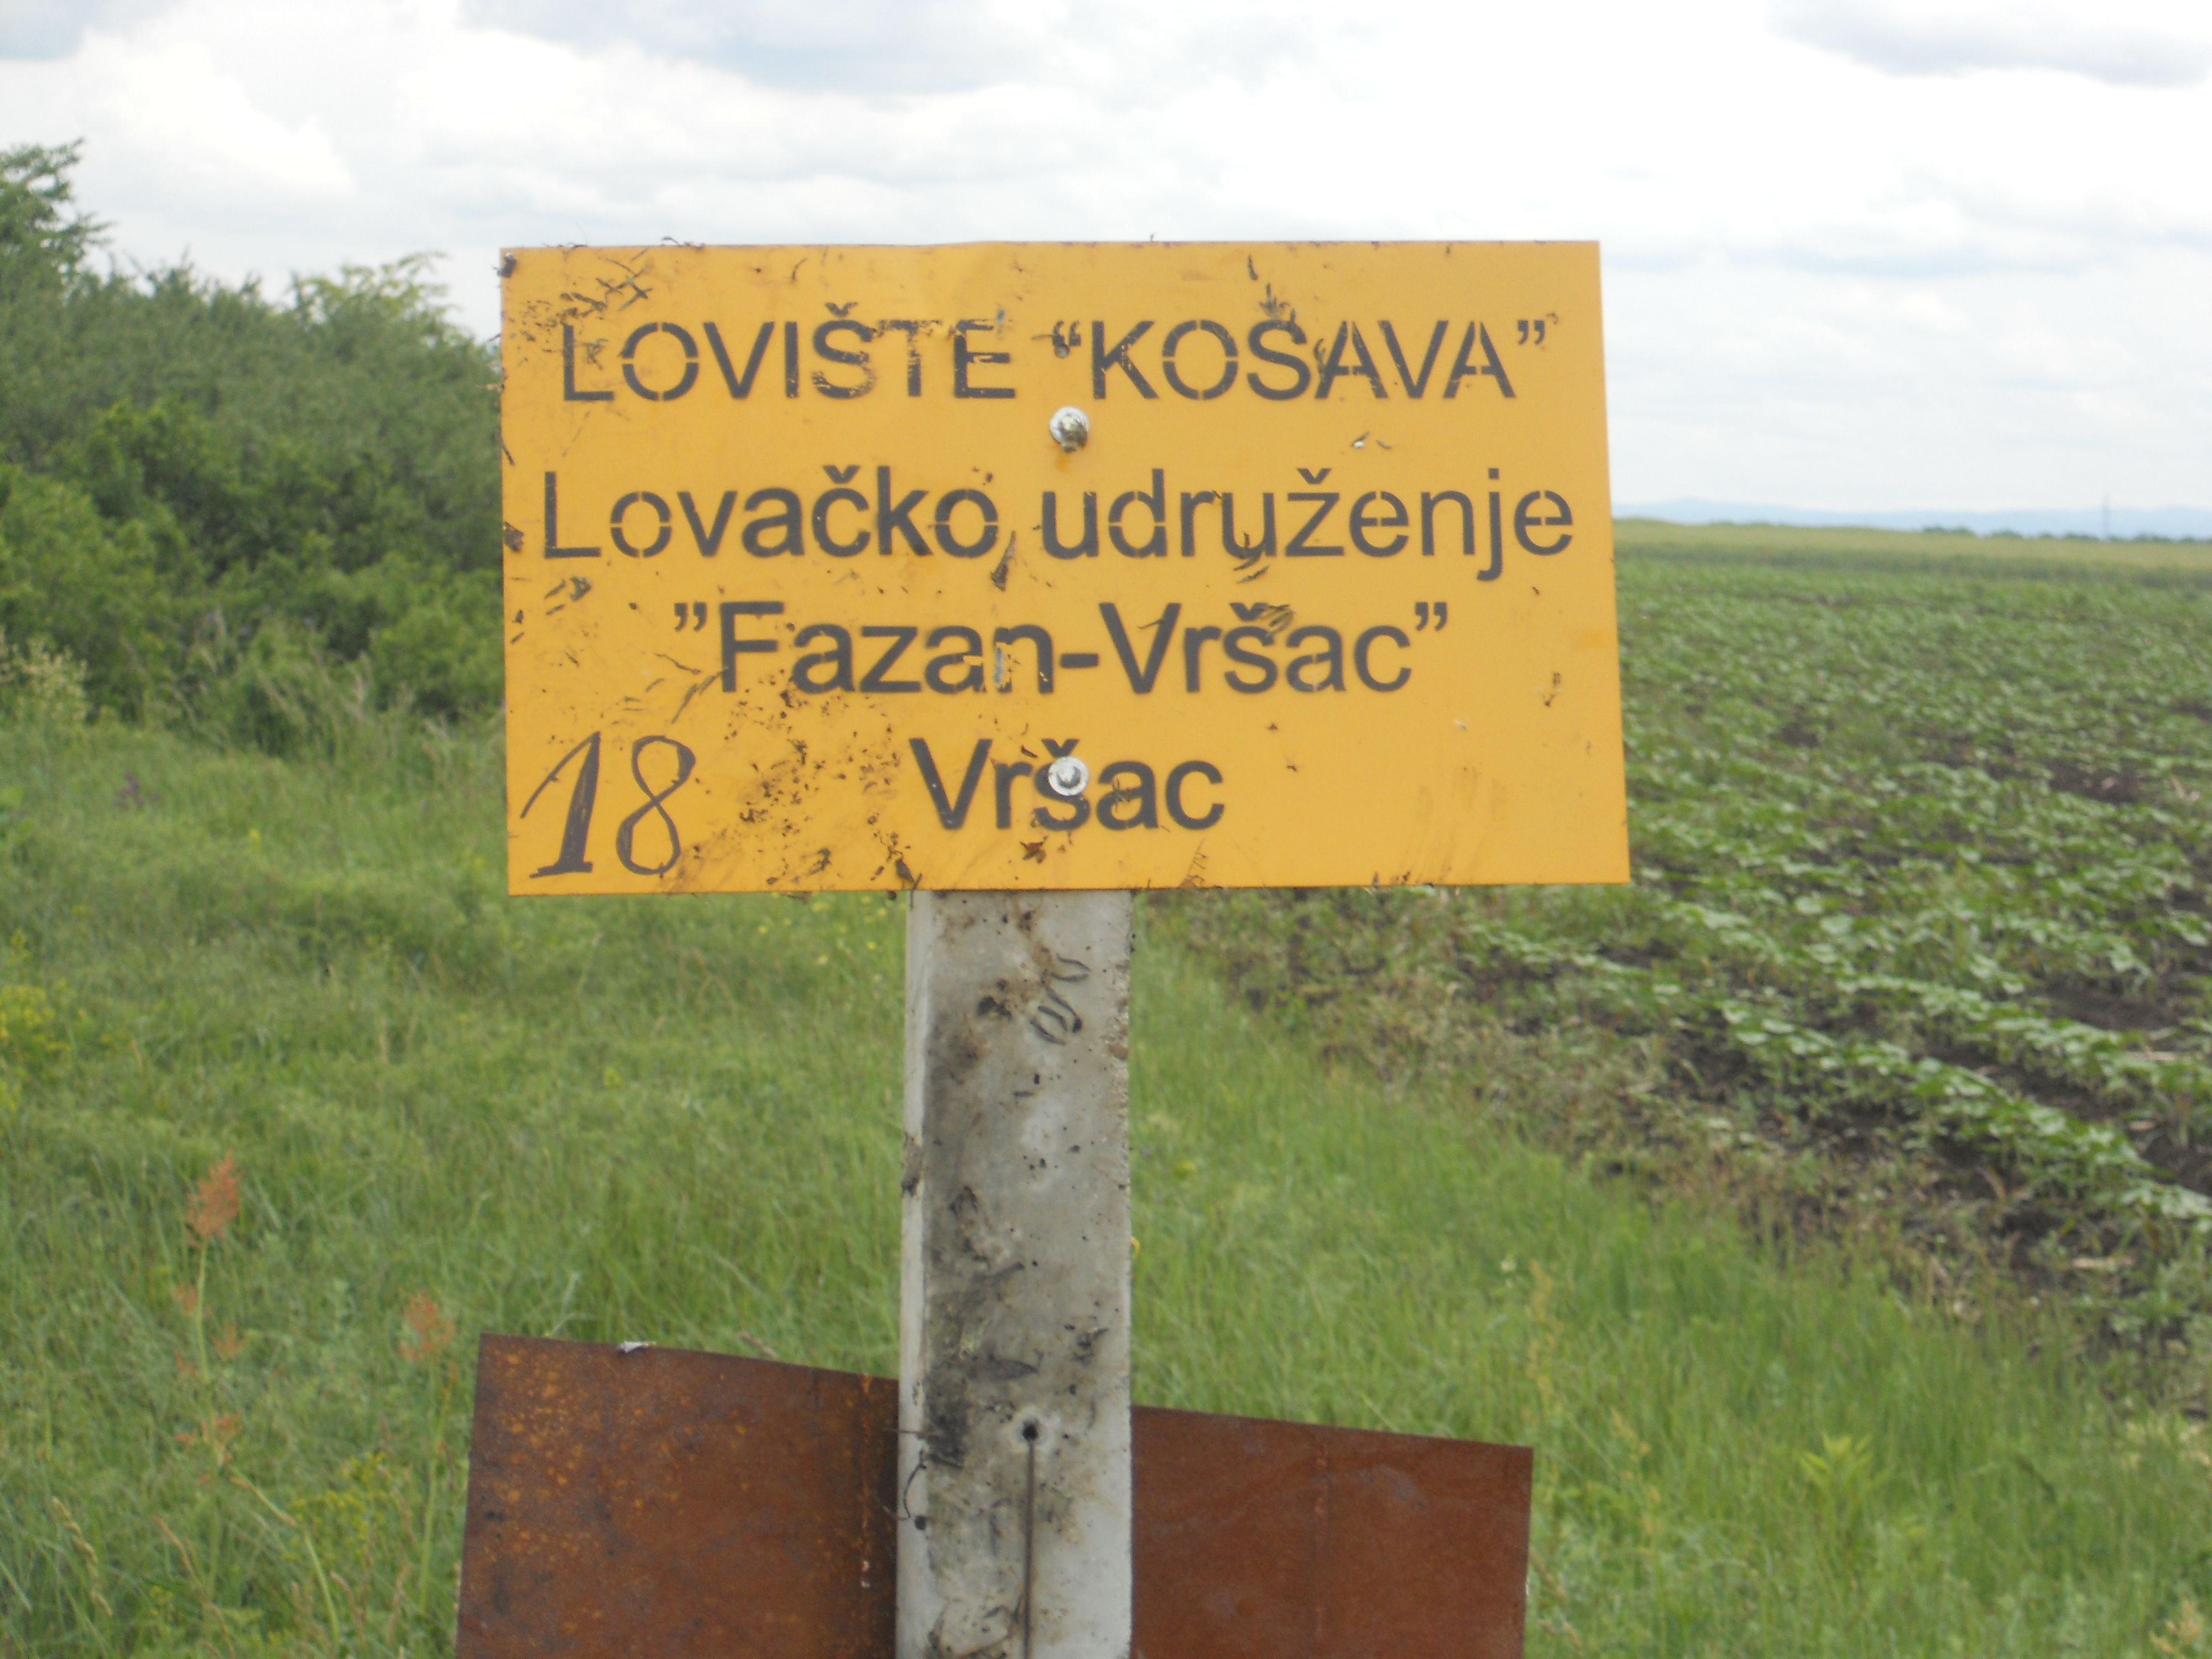 LOVIŠTE “KOŠAVA”
Lovačko udruženje
”Fazan-Vršac”
Vršac
18